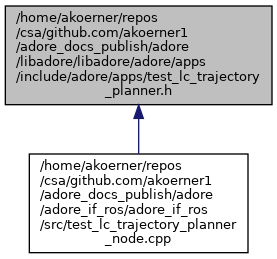 /home/akoerner/repos
/csa/github.com/akoerner1
/adore_docs_publish/adore
/libadore/libadore/adore/apps
/include/adore/apps/test_lc_trajectory
_planner.h
/home/akoerner/repos
/csa/github.com/akoerner1
/adore_docs_publish/adore
/adore_if_ros/adore_if_ros
/src/test_lc_trajectory_planner
_node.cpp